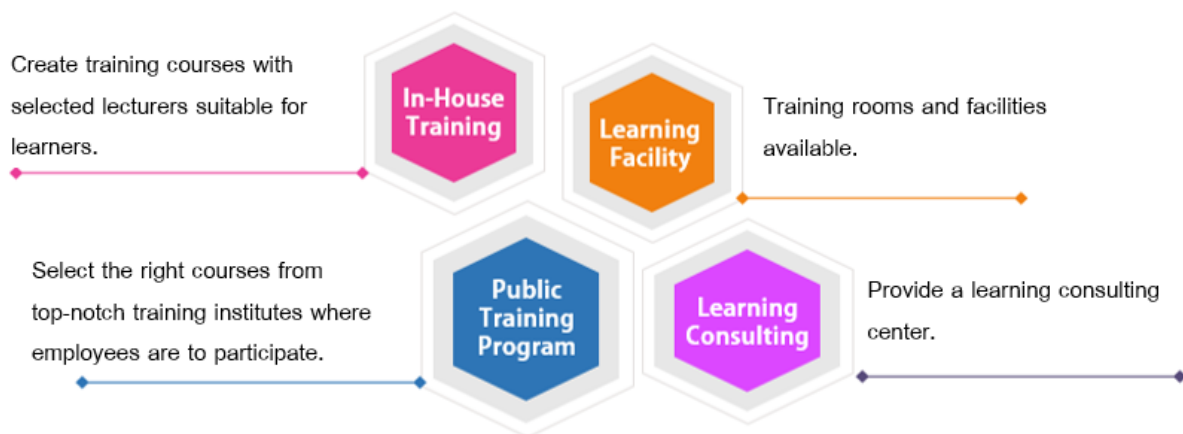 Create training courses with
selected lecturers suitable for
learners.
In-House
Training
Learning
Facility
Training rooms and facilities
available.
Select the right courses from
top-notch training institutes where
employees are to participate.
Public
Training
Program
Learning
Consulting
Provide a learning consulting
center.